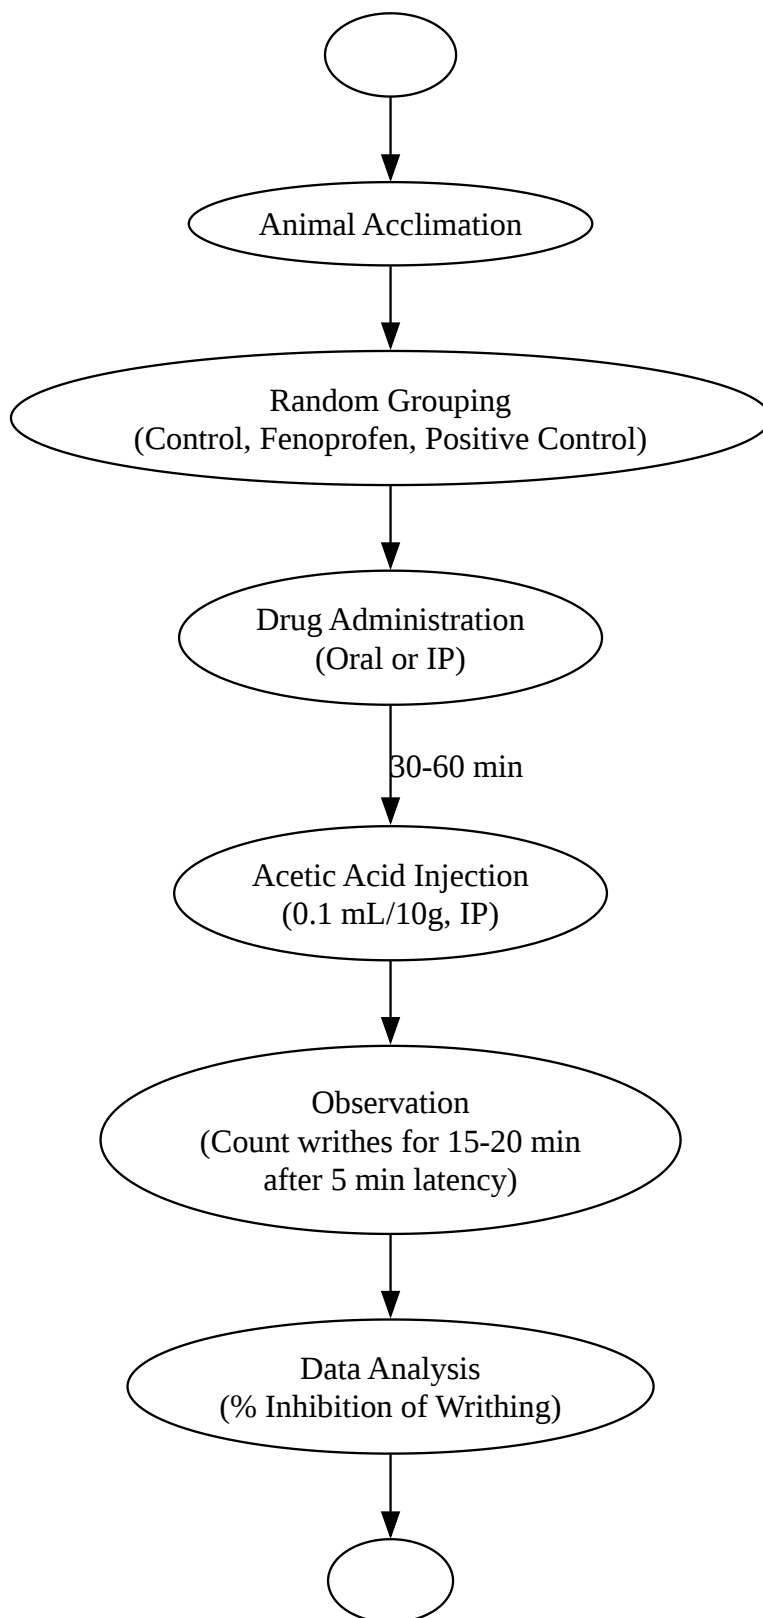 Animal Acclimation
Random Grouping
(Control, Fenoprofen, Positive Control)
Drug Administration
(Oral or IP)
30-60 min
Acetic Acid Injection
(0.1 mL/10g, IP)
Observation
(Count writhes for 15-20 min
after 5 min latency)
Data Analysis
(% Inhibition of Writhing)